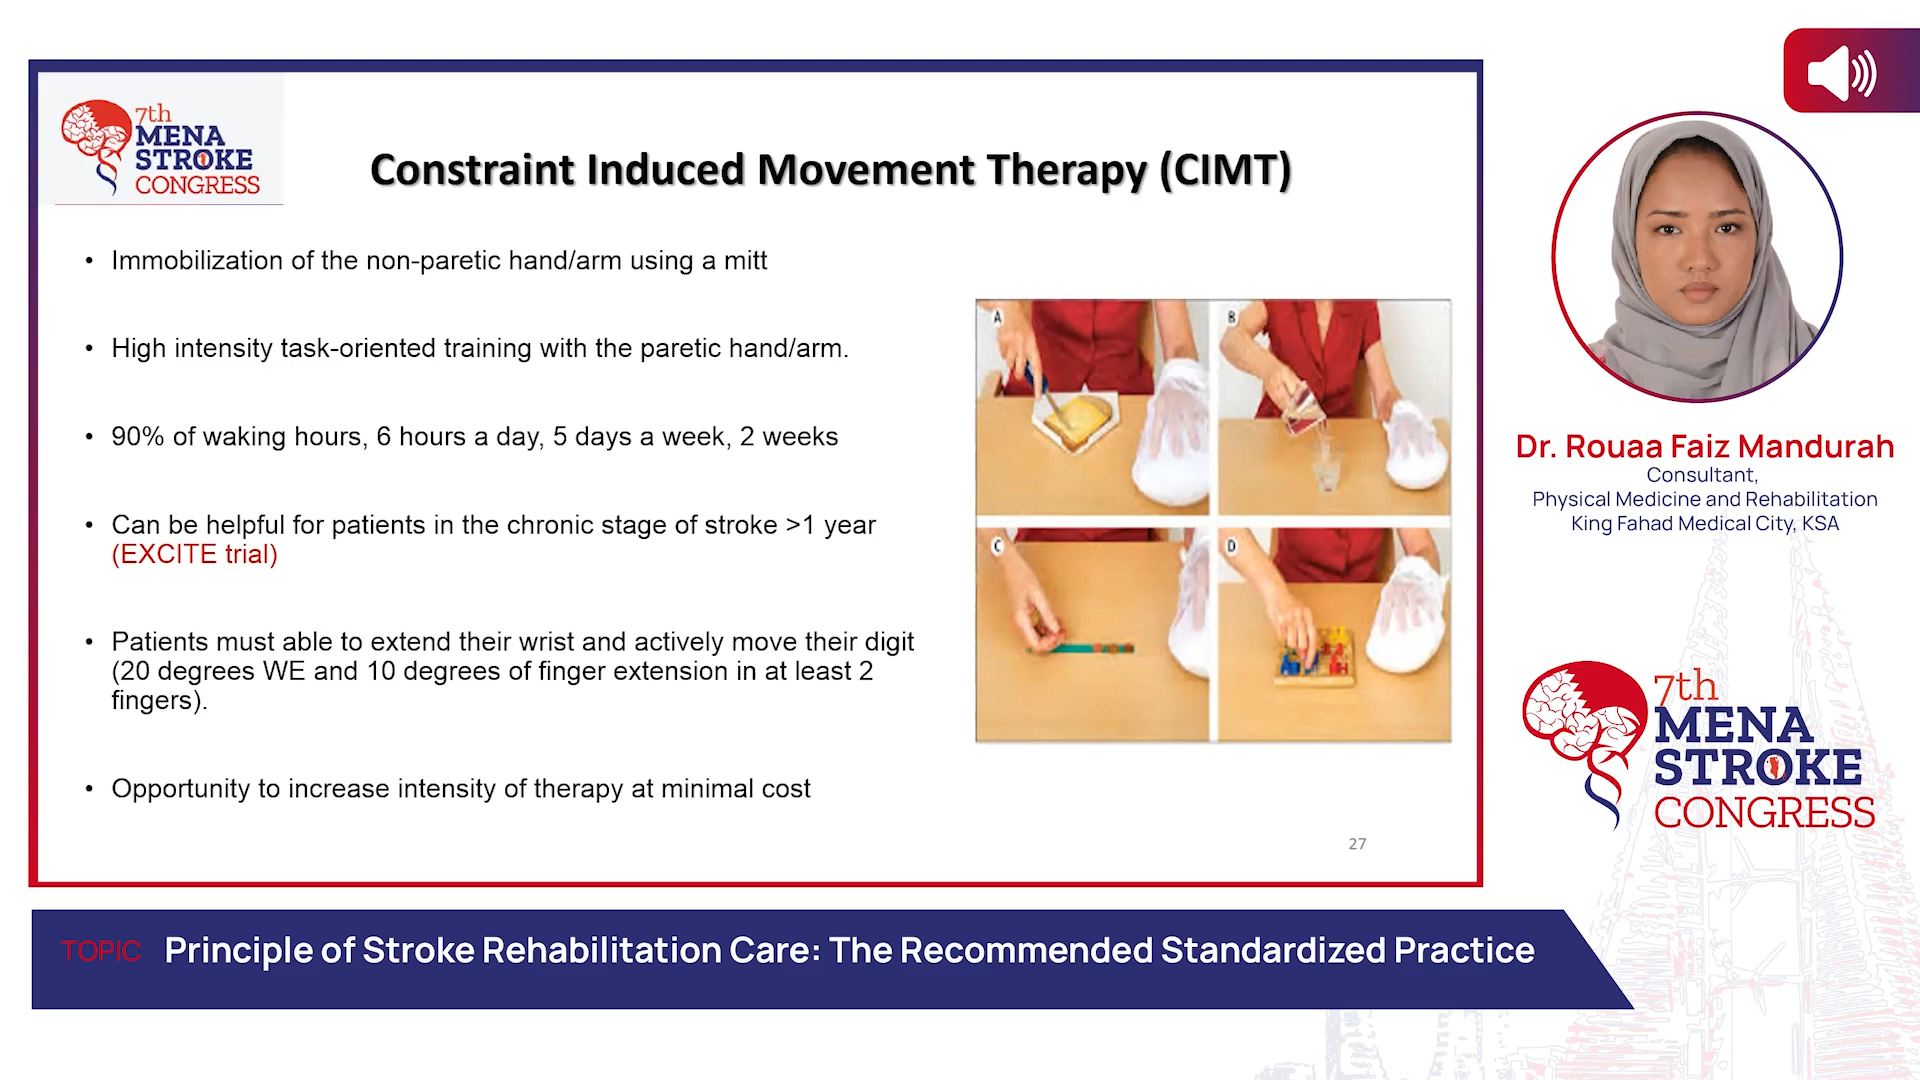 7th
MENA
STROKE
CONGRESS
Constraint Induced Movement Therapy (CIMT)
• Immobilization of the non-paretic hand/arm using a mitt
• High intensity task-oriented training with the paretic hand/arm.
• 90% of waking hours, 6 hours a day, 5 days a week, 2 weeks
• Can be helpful for patients in the chronic stage of stroke >1 year
(EXCITE trial)
• Patients must able to extend their wrist and actively move their digit
(20 degrees WE and 10 degrees of finger extension in at least 2
fingers).
• Opportunity to increase intensity of therapy at minimal cost
A
B
C
D
27
Dr. Rouaa Faiz Mandurah
Consultant,
Physical Medicine and Rehabilitation
King Fahad Medical City, KSA
7th
MENA
STROKE
CONGRESS
TOPIC Principle of Stroke Rehabilitation Care: The Recommended Standardized Practice